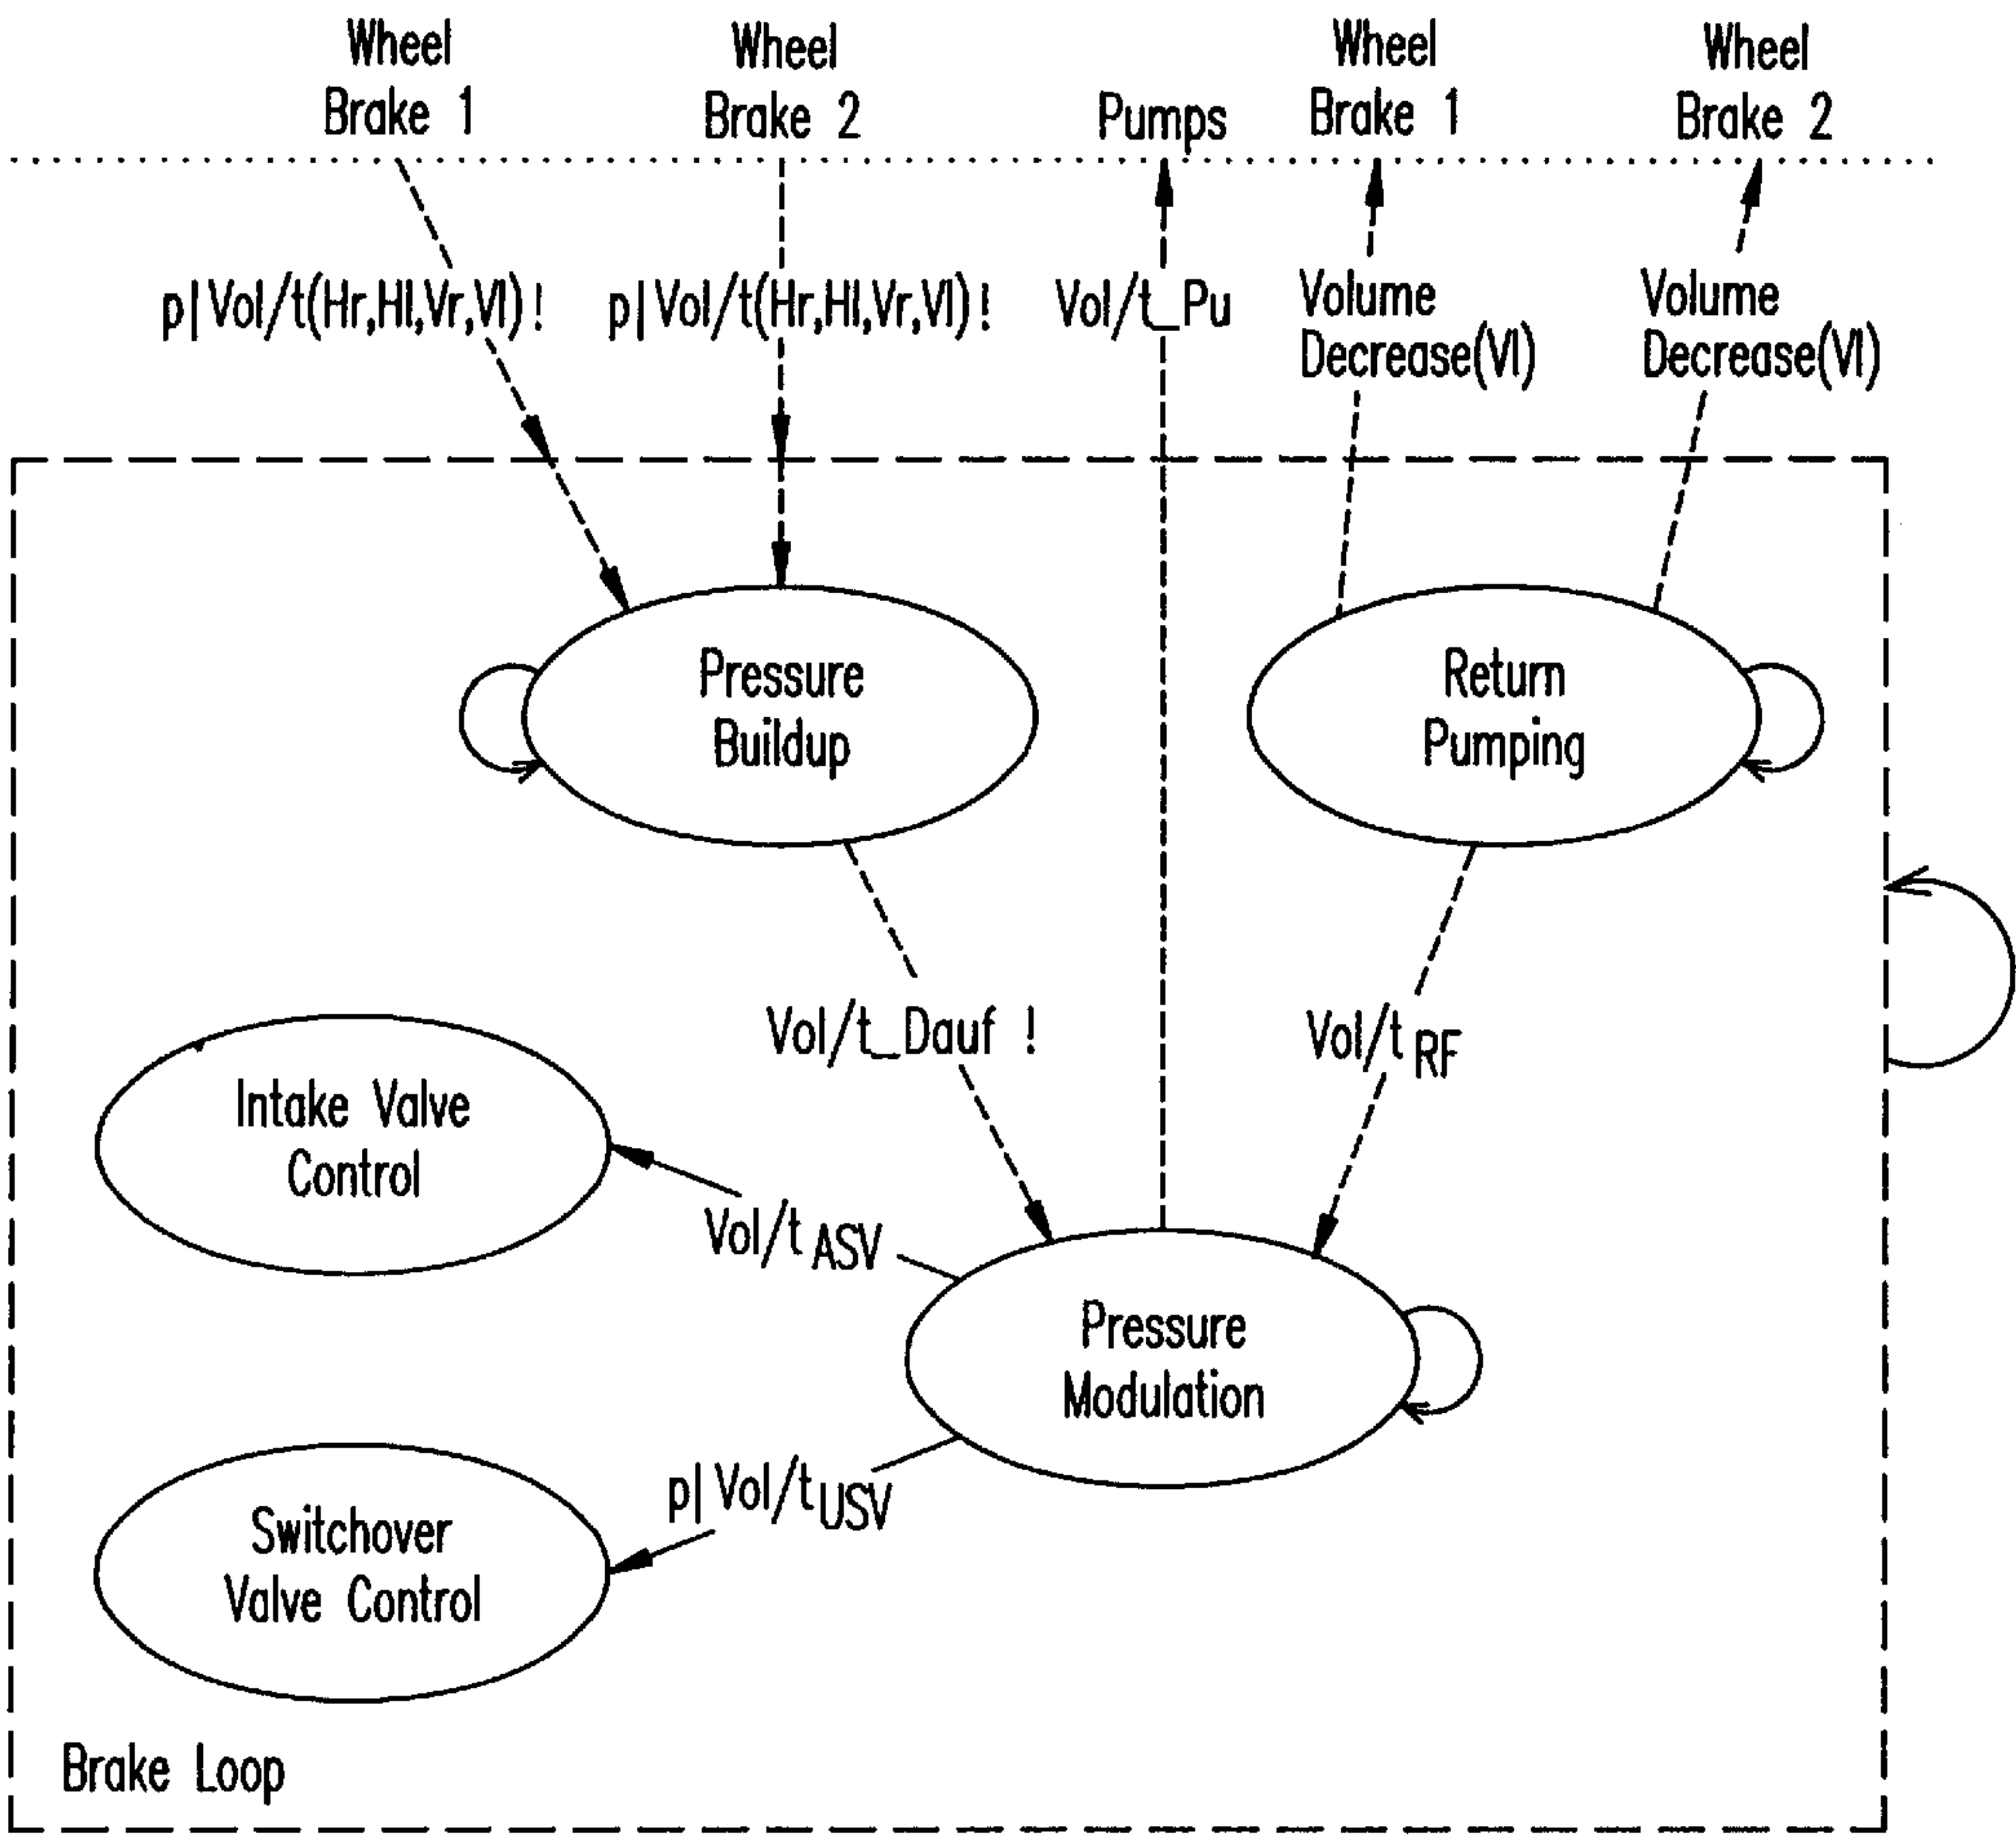 Wheel
Brake 1
Wheel
Brake 2
Pumps
Wheel
Brake 1
Wheel
Brake 2
p|Vol/t(Hr,Hl,Vr,Vl)!
p|Vol/t(Hr,Hl,Vr,Vl)!
Vol/t_Pu
Volume
Decrease(Vl)
Volume
Decrease(Vl)
Pressure
Buildup
Return
Pumping
Vol/t_Dauf !
Vol/t RF
Intake Valve
Control
Vol/t ASV
Pressure
Modulation
p|Vol/t USV
Switchover
Valve Control
Brake Loop